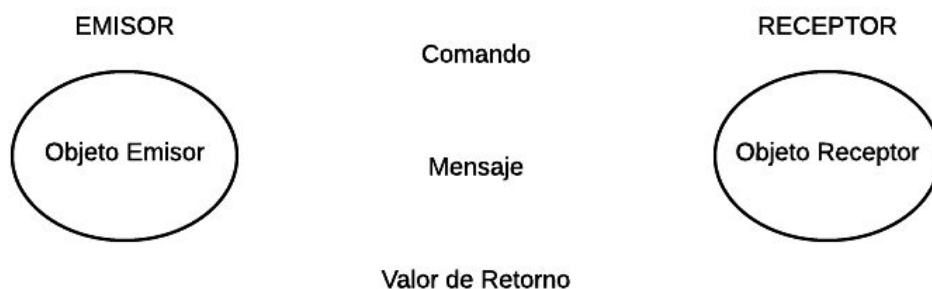 EMISOR
RECEPTOR
Comando
Objeto Emisor
Mensaje
Objeto Receptor
Valor de Retorno